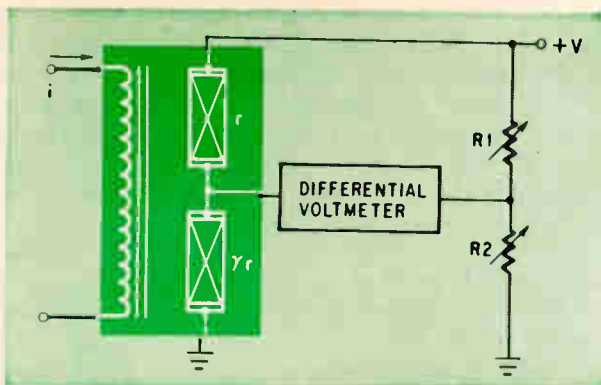 +V
i
r
R1
DIFFERENTIAL
VOLTMETER
γr
R2